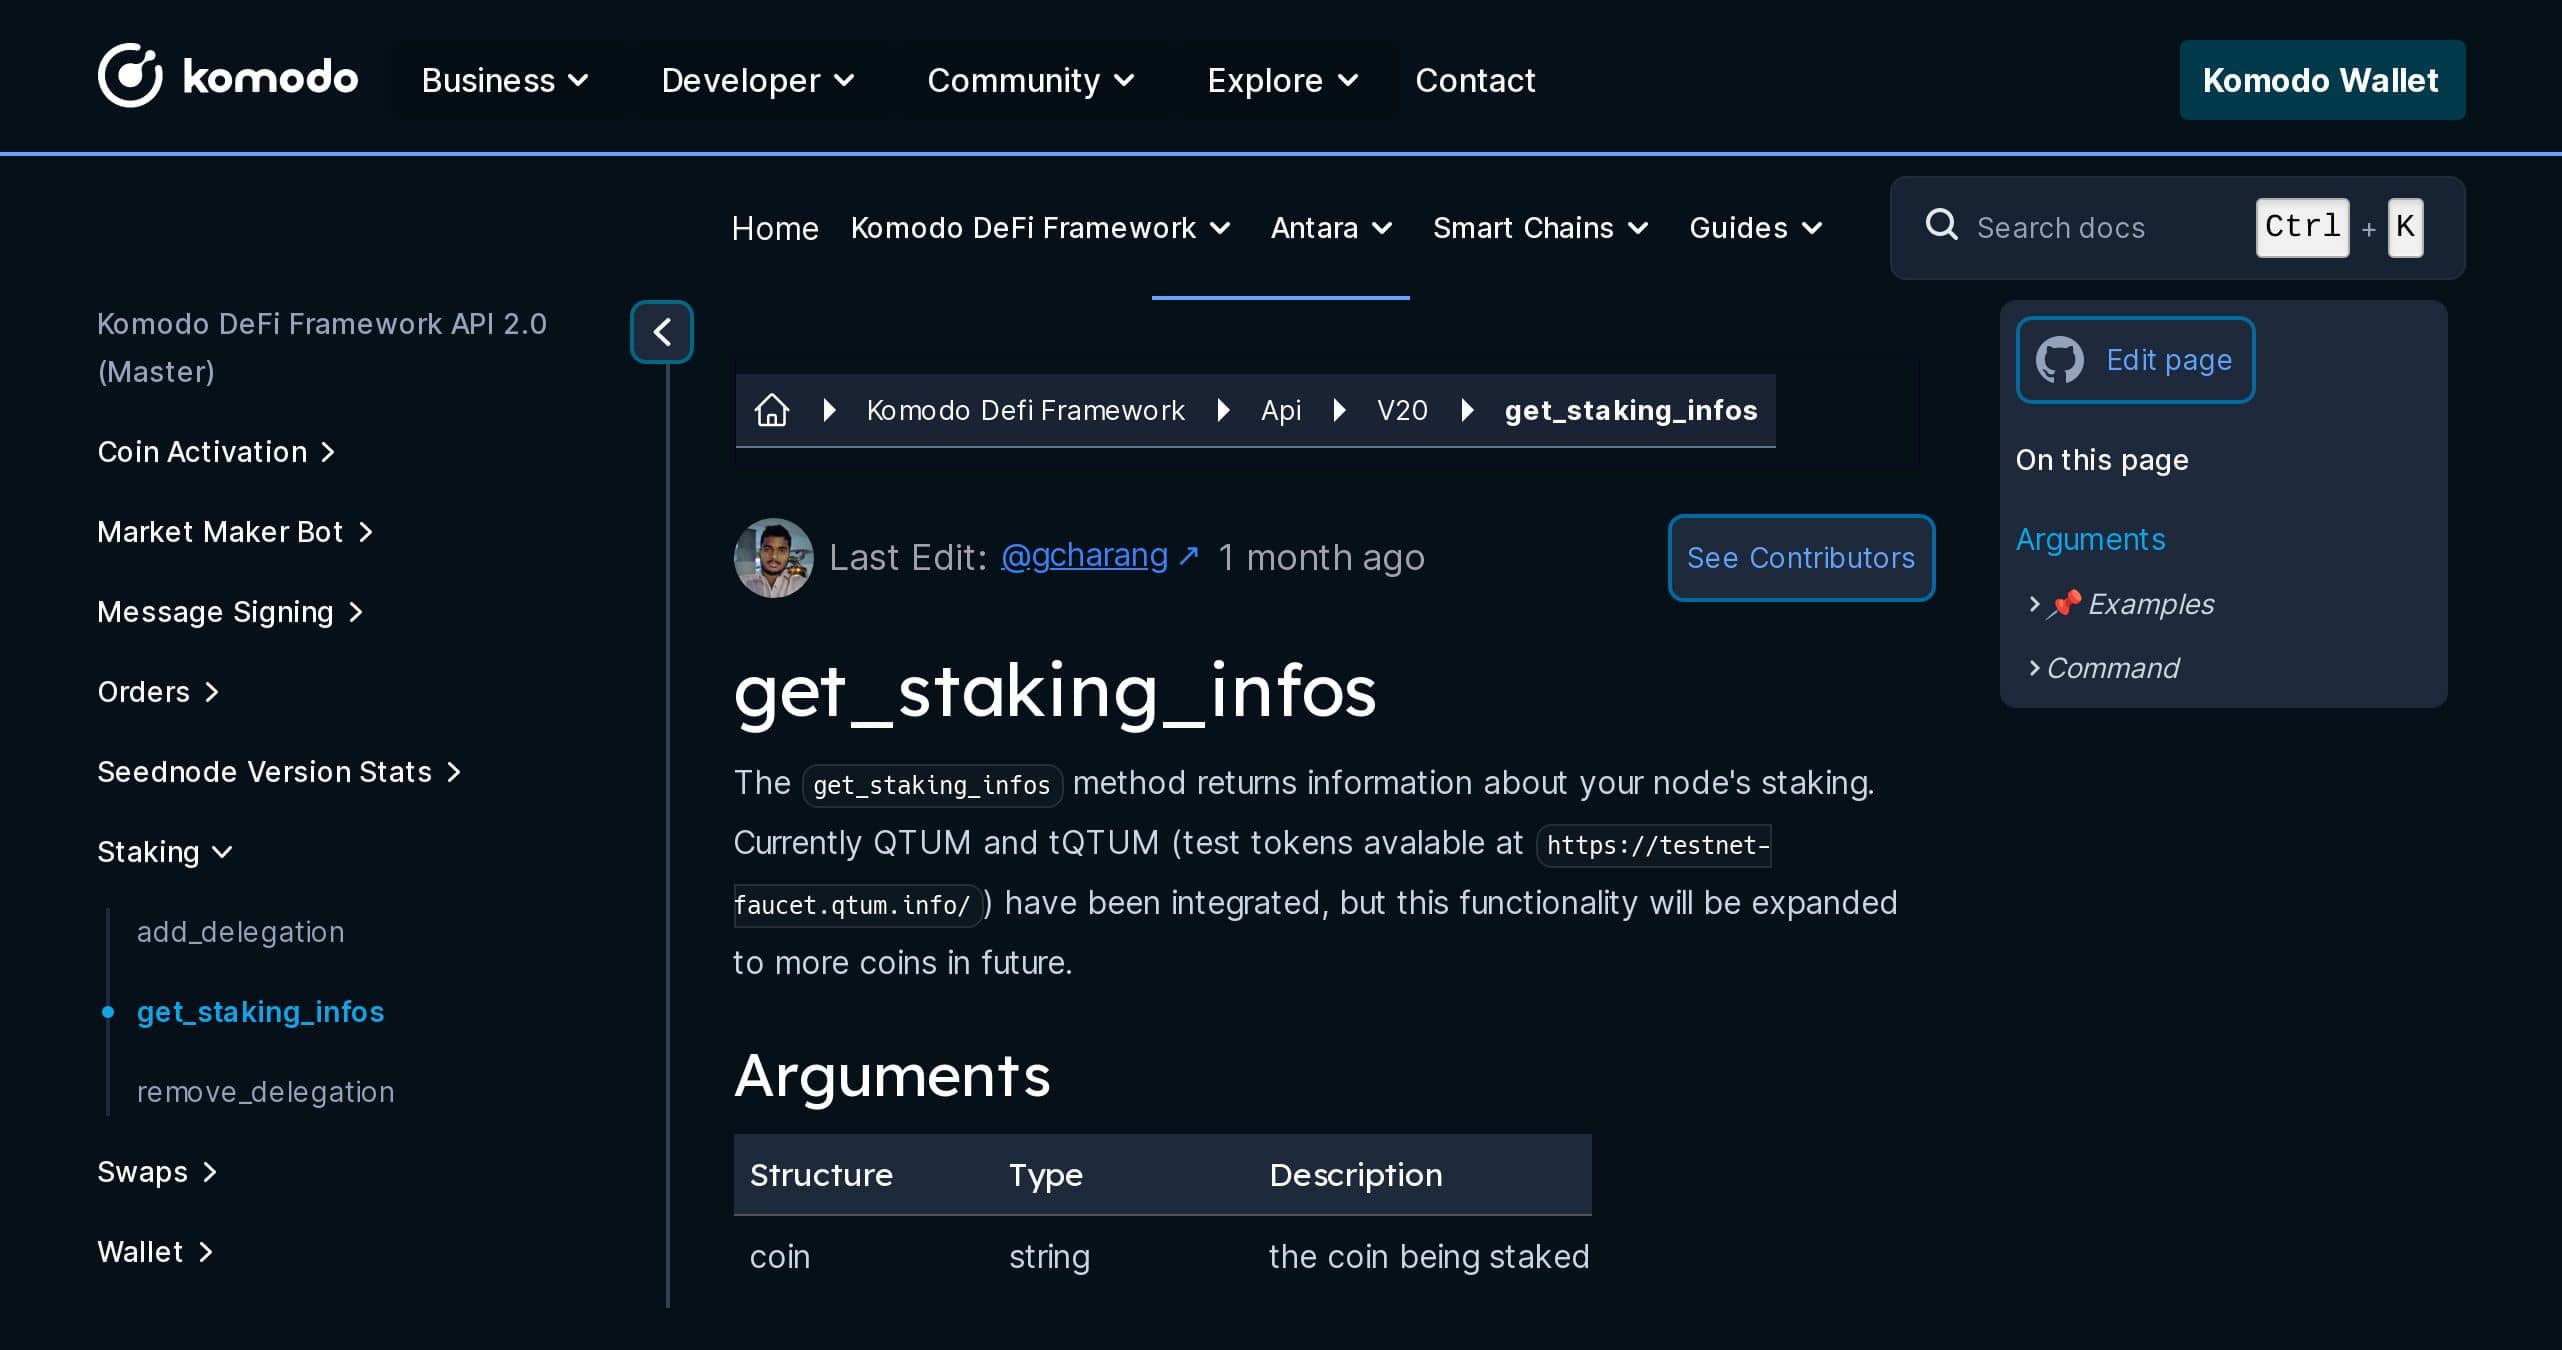 komodo
Business
Developer
Community
Explore
Contact
Komodo Wallet
Home
Komodo DeFi Framework
Antara
Smart Chains
Guides
Search docs
Ctrl + K
Komodo DeFi Framework API 2.0
(Master)
Coin Activation
Market Maker Bot
Message Signing
Orders
Seednode Version Stats
Staking
add_delegation
get_staking_infos
remove_delegation
Swaps
Wallet
Komodo Defi Framework
Api
V20
get_staking_infos
Last Edit: @gcharang ↗ 1 month ago
See Contributors
get_staking_infos
The get_staking_infos method returns information about your node's staking.
Currently QTUM and tQTUM (test tokens avalable at https://testnet-
faucet.qtum.info/) have been integrated, but this functionality will be expanded
to more coins in future.
Arguments
Structure Type Description
coin string the coin being staked
Edit page
On this page
Arguments
📌 Examples
Command